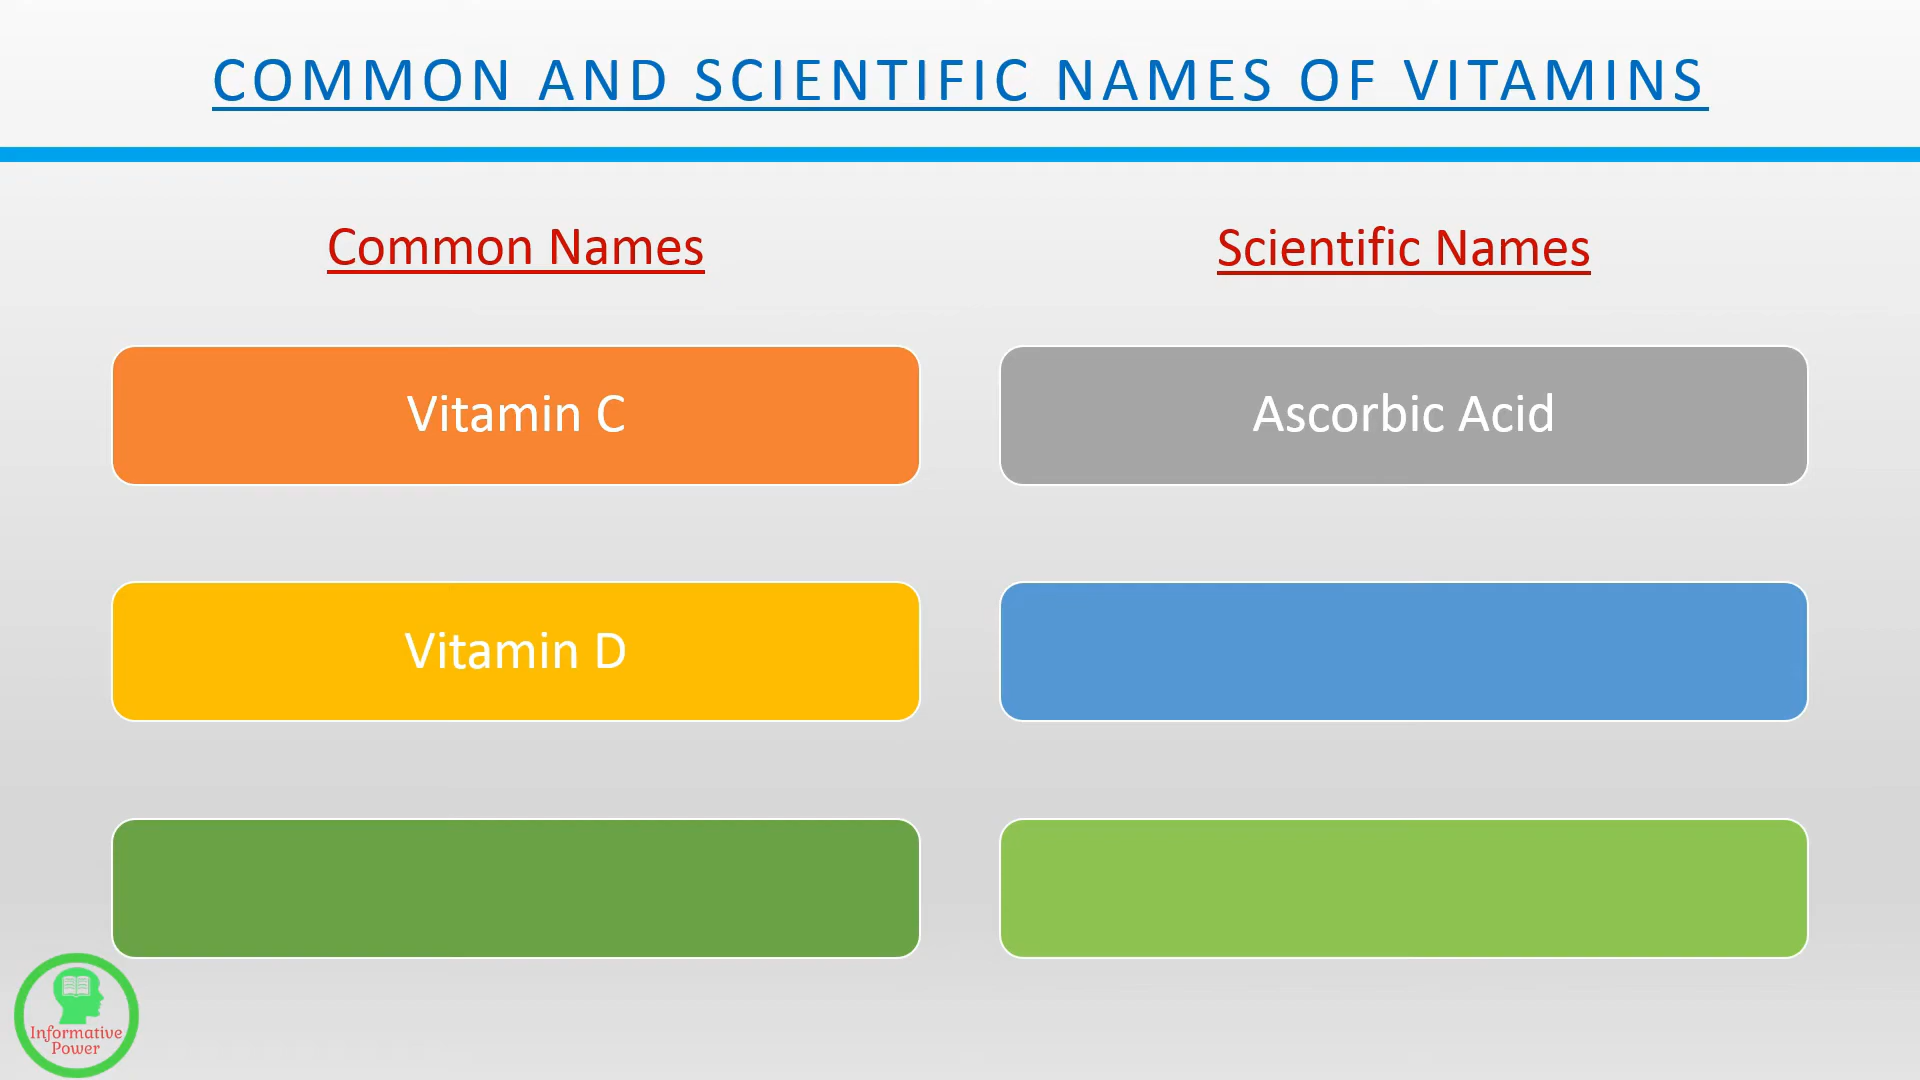 COMMON AND SCIENTIFIC NAMES OF VITAMINS
Common Names
Scientific Names
Vitamin C
Ascorbic Acid
Vitamin D
Informative
Power